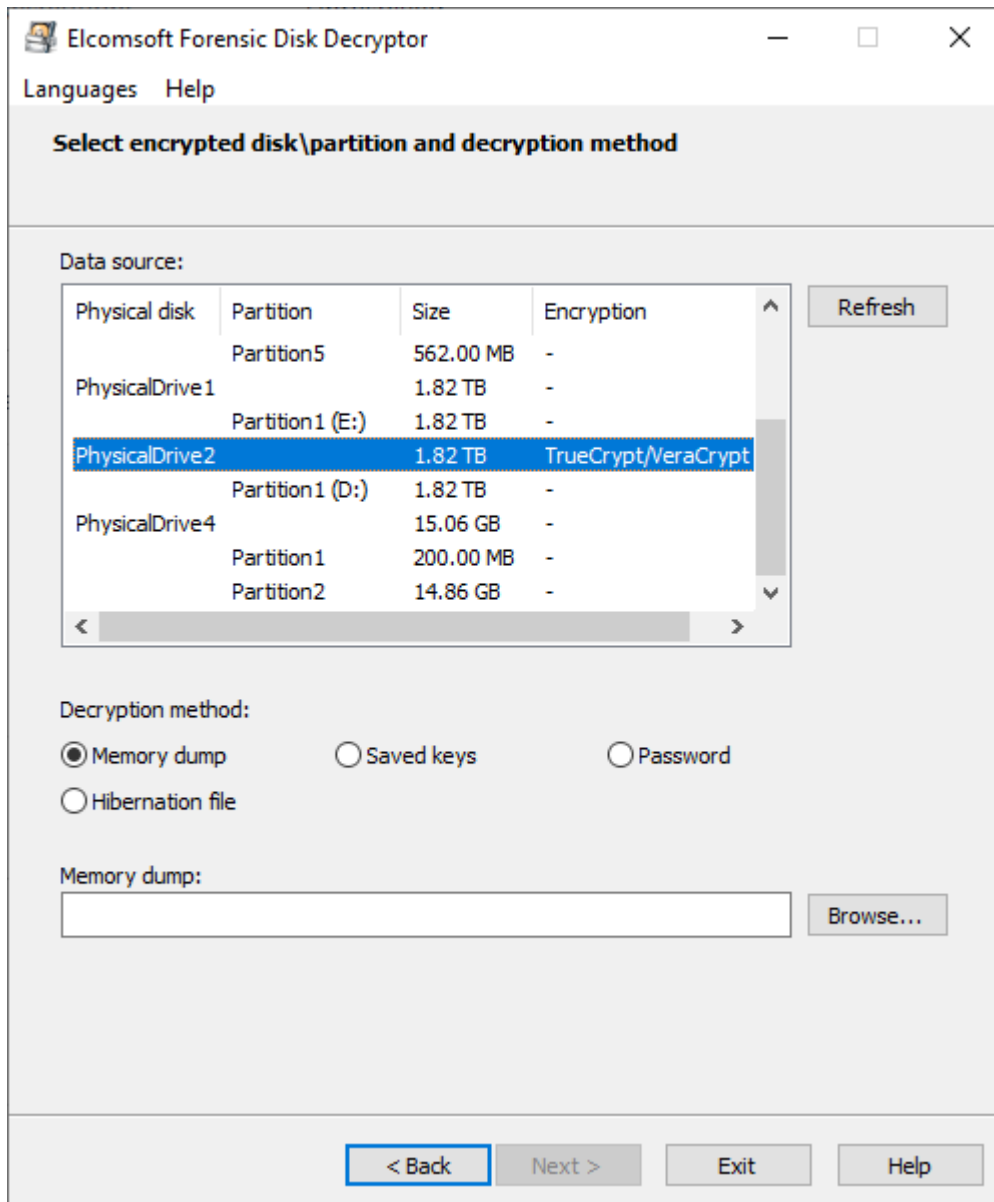 Elcomsoft Forensic Disk Decryptor
Languages Help
Select encrypted disk\partition and decryption method
Data source:
Physical disk Partition Size Encryption
Refresh
Partition5 562.00 MB -
PhysicalDrive1 1.82 TB -
Partition1 (E:) 1.82 TB -
PhysicalDrive2 1.82 TB TrueCrypt/VeraCrypt
Partition1 (D:) 1.82 TB -
PhysicalDrive4 15.06 GB -
Partition1 200.00 MB -
Partition2 14.86 GB -
Decryption method:
Memory dump Saved keys Password
Hibernation file
Memory dump:
Browse...
< Back Next > Exit Help